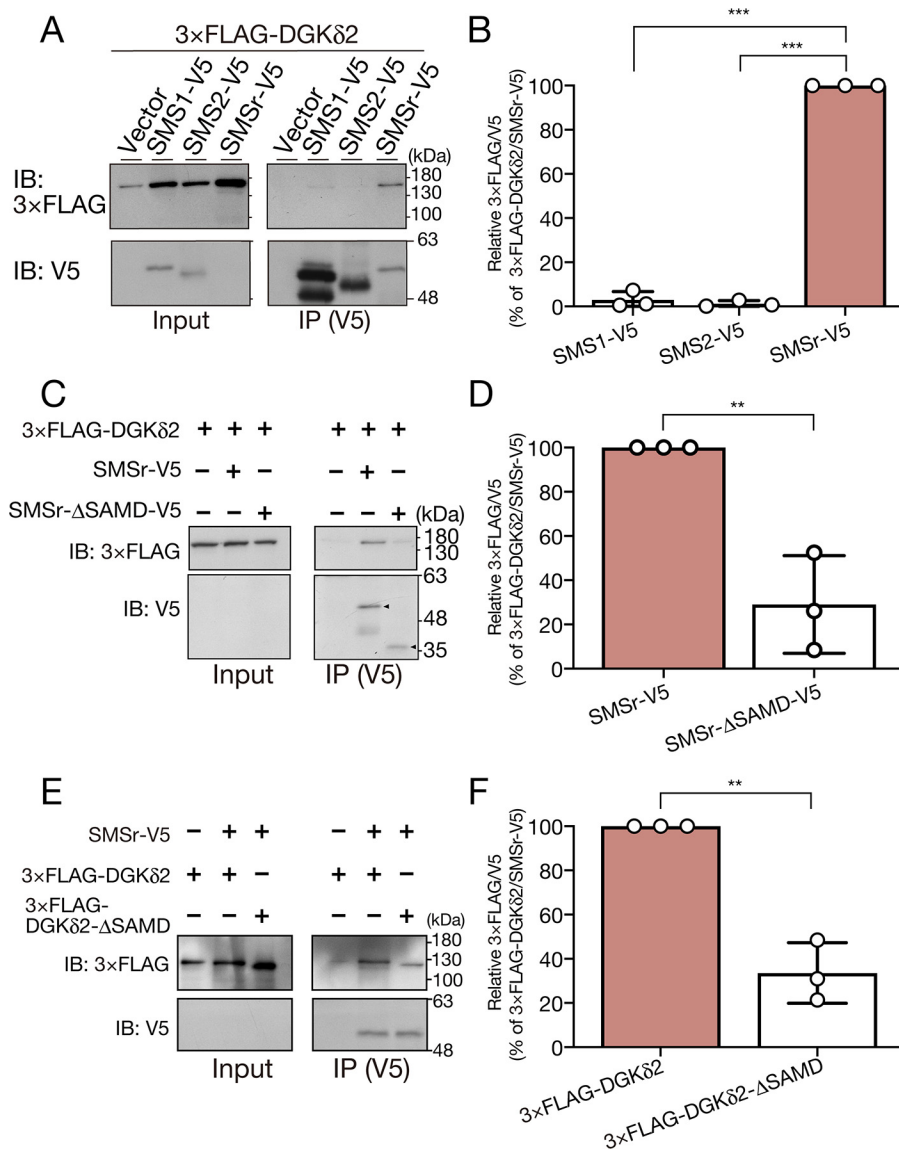 A
3×FLAG-DGKδ2
Vector
SMS1-V5
SMS2-V5
SMSr-V5
Vector
SMS1-V5
SMS2-V5
SMSr-V5
(kDa)
IB:
3×FLAG
180
130
100
IB: V5
63
48
Input
IP (V5)
B
***
***
Relative 3×FLAG/V5
(% of 3×FLAG-DGKδ2/SMSr-V5)
100
80
60
40
20
0
SMS1-V5
SMS2-V5
SMSr-V5
C
3×FLAG-DGKδ2 + + + + + +
SMSr-V5 − + − − + −
SMSr-ΔSAMD-V5 − − + − − + (kDa)
IB: 3×FLAG
180
130
IB: V5
63
48
35
Input
IP (V5)
D
**
Relative 3×FLAG/V5
(% of 3×FLAG-DGKδ2/SMSr-V5)
100
80
60
40
20
0
SMSr-V5
SMSr-ΔSAMD-V5
E
SMSr-V5 − + + − + +
3×FLAG-DGKδ2 + + − + + −
3×FLAG-
DGKδ2-ΔSAMD − − + − − + (kDa)
IB: 3×FLAG
180
130
100
IB: V5
63
48
Input
IP (V5)
F
**
Relative 3×FLAG/V5
(% of 3×FLAG-DGKδ2/SMSr-V5)
100
80
60
40
20
0
3×FLAG-DGKδ2
3×FLAG-DGKδ2-ΔSAMD